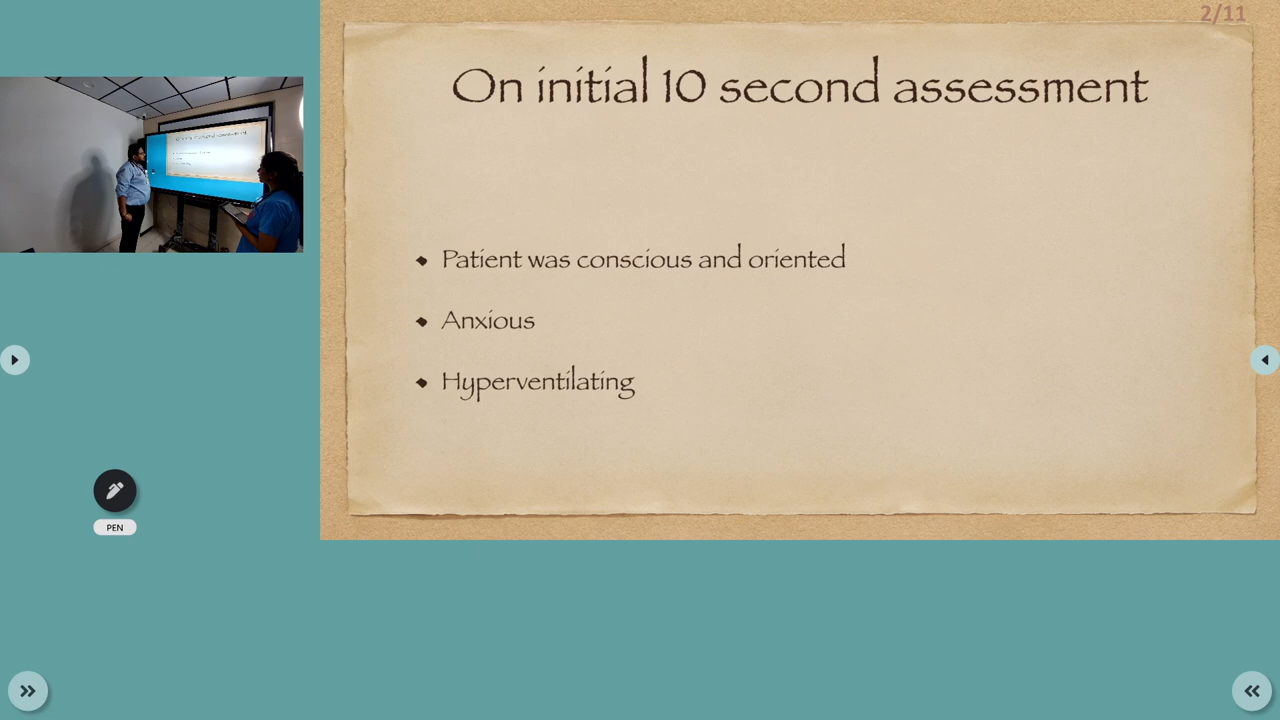 2/11
On initial 10 second assessment
Patient was conscious and oriented
Anxious
Hyperventilating
PEN